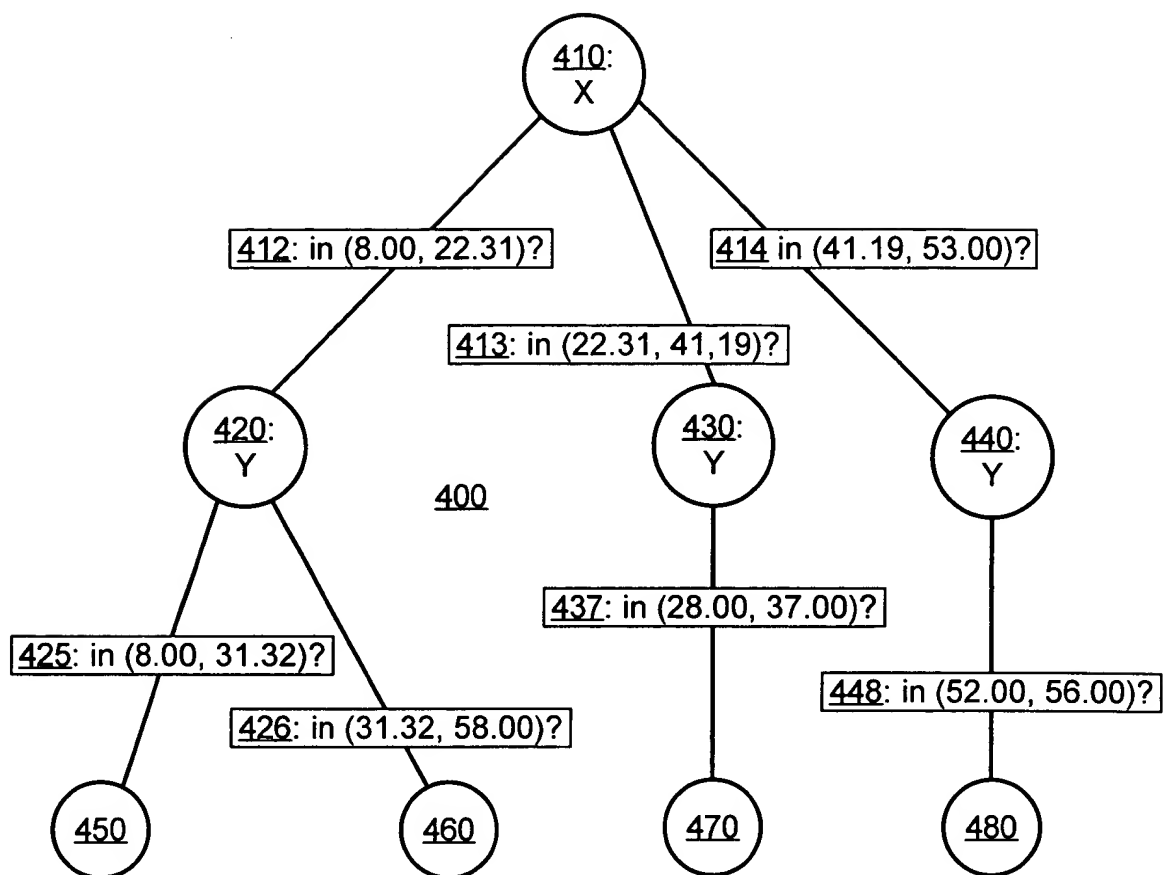 410:
X
412: in (8.00, 22.31)?
414 in (41.19, 53.00)?
413: in (22.31, 41,19)?
420:
Y
430:
Y
440:
Y
400
437: in (28.00, 37.00)?
425: in (8.00, 31.32)?
448: in (52.00, 56.00)?
426: in (31.32, 58.00)?
450
460
470
480